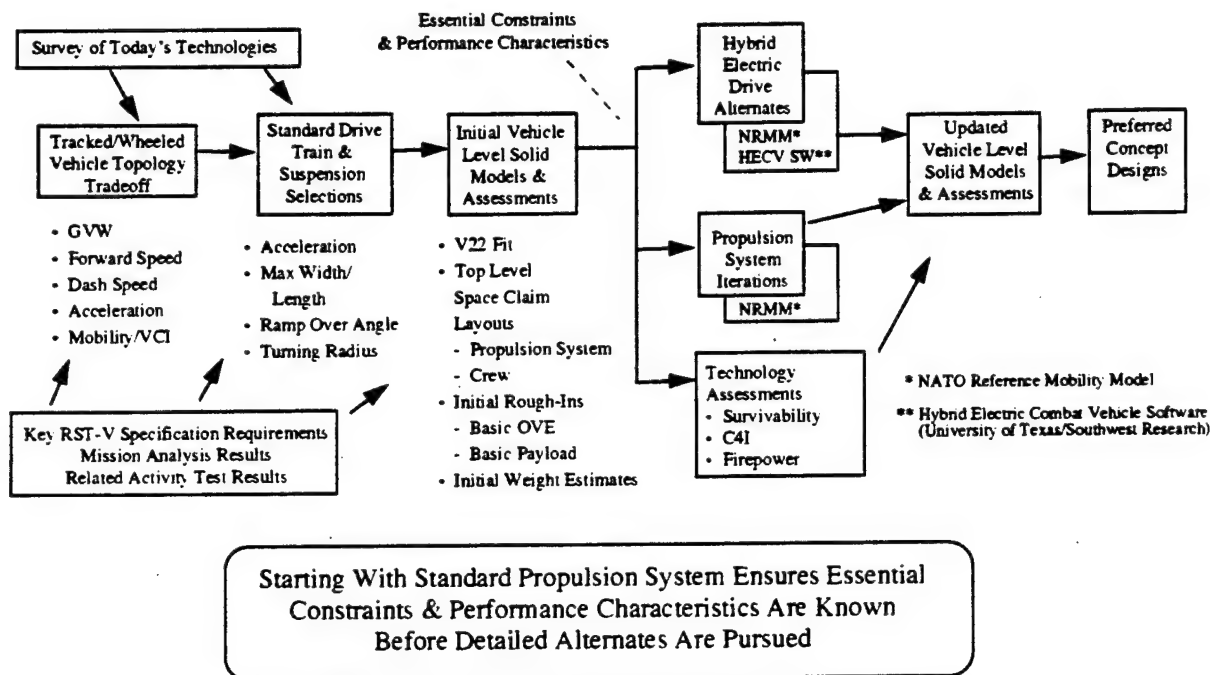 Essential Constraints
& Performance Characteristics
Survey of Today's Technologies
Tracked/Wheeled
Vehicle Topology
Tradeoff
• GVW
• Forward Speed
• Dash Speed
• Acceleration
• Mobility/VCI
Standard Drive
Train &
Suspension
Selections
• Acceleration
• Max Width/
Length
• Ramp Over Angle
• Turning Radius
Initial Vehicle
Level Solid
Models &
Assessments
• V22 Fit
• Top Level
Space Claim
Layouts
- Propulsion System
- Crew
• Initial Rough-Ins
- Basic OVE
- Basic Payload
• Initial Weight Estimates
Hybrid
Electric
Drive
Alternates
NRMM*
HECV SW**
Propulsion
System
Iterations
NRMM*
Technology
Assessments
• Survivability
• C4I
• Firepower
Updated
Vehicle Level
Solid Models
& Assessments
Preferred
Concept
Designs
Key RST-V Specification Requirements
Mission Analysis Results
Related Activity Test Results
* NATO Reference Mobility Model
** Hybrid Electric Combat Vehicle Software
(University of Texas/Southwest Research)
Starting With Standard Propulsion System Ensures Essential
Constraints & Performance Characteristics Are Known
Before Detailed Alternates Are Pursued